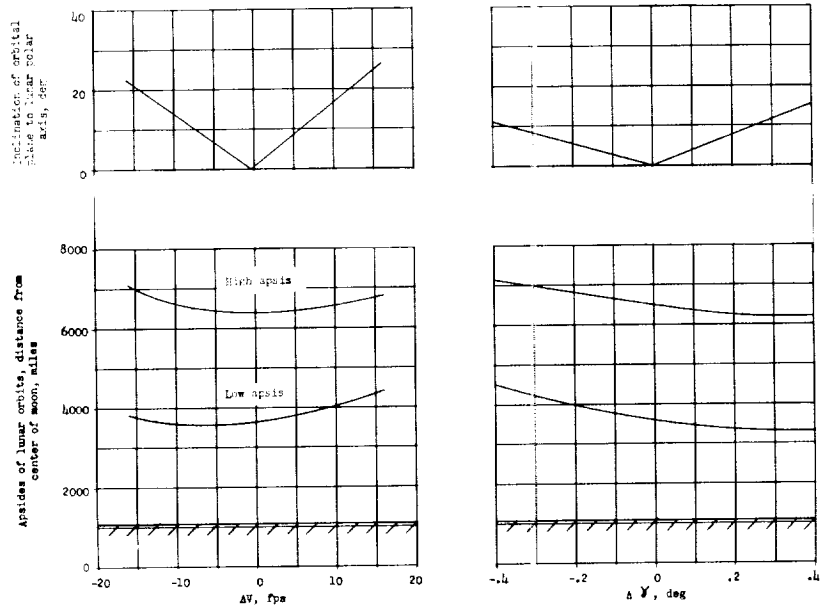 40
20
0
Inclination of orbital
plane to lunar polar
axis, deg
8000
6000
4000
2000
0
Apsides of lunar orbits, distance from
center of moon, miles
High apsis
Low apsis
-20
-10
0
10
20
ΔV, fps
-.4
-.2
0
.2
.4
Δ γ, deg